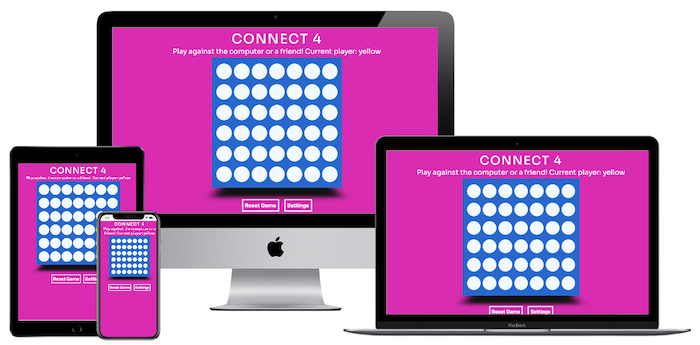 CONNECT 4
Play against the computer or a friend! Current player: yellow
Reset Game Settings
CONNECT 4
Play against the computer or a friend! Current player: yellow
Reset Game Settings
MacBook
CONNECT 4
Play against the computer or a friend! Current player: yellow
Reset Game
CONNECT 4
Play against the computer or a
friend! Current player: yellow
Reset Game Settings